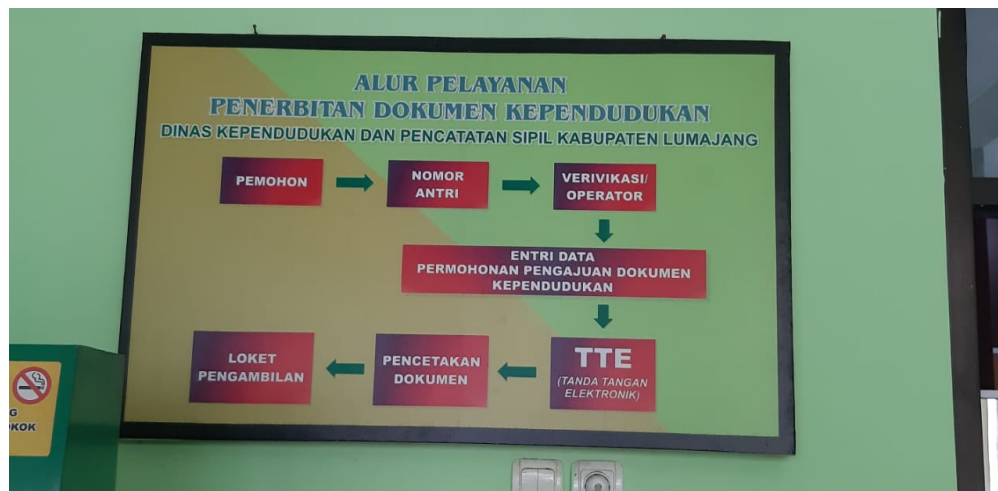 ALUR PELAYANAN
PENERBITAN DOKUMEN KEPENDUDUKAN
DINAS KEPENDUDUKAN DAN PENCATATAN SIPIL KABUPATEN LUMAJANG
PEMOHON
NOMOR
ANTRI
VERIVIKASI/
OPERATOR
ENTRI DATA
PERMOHONAN PENGAJUAN DOKUMEN
KEPENDUDUKAN
TTE
(TANDA TANGAN
ELEKTRONIK)
PENCETAKAN
DOKUMEN
LOKET
PENGAMBILAN